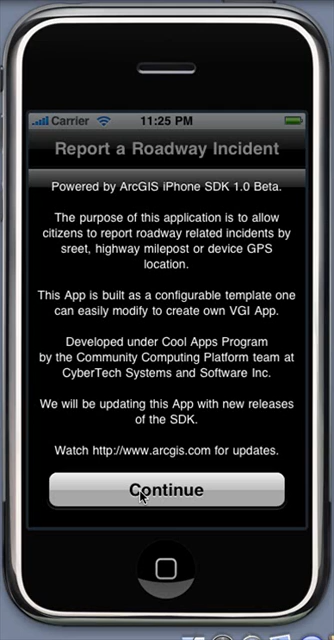 Carrier 11:25 PM
Report a Roadway Incident
Powered by ArcGIS iPhone SDK 1.0 Beta.
The purpose of this application is to allow
citizens to report roadway related incidents by
sreet, highway milepost or device GPS
location.
This App is built as a configurable template one
can easily modify to create own VGI App.
Developed under Cool Apps Program
by the Community Computing Platform team at
CyberTech Systems and Software Inc.
We will be updating this App with new releases
of the SDK.
Watch http://www.arcgis.com for updates.
Continue